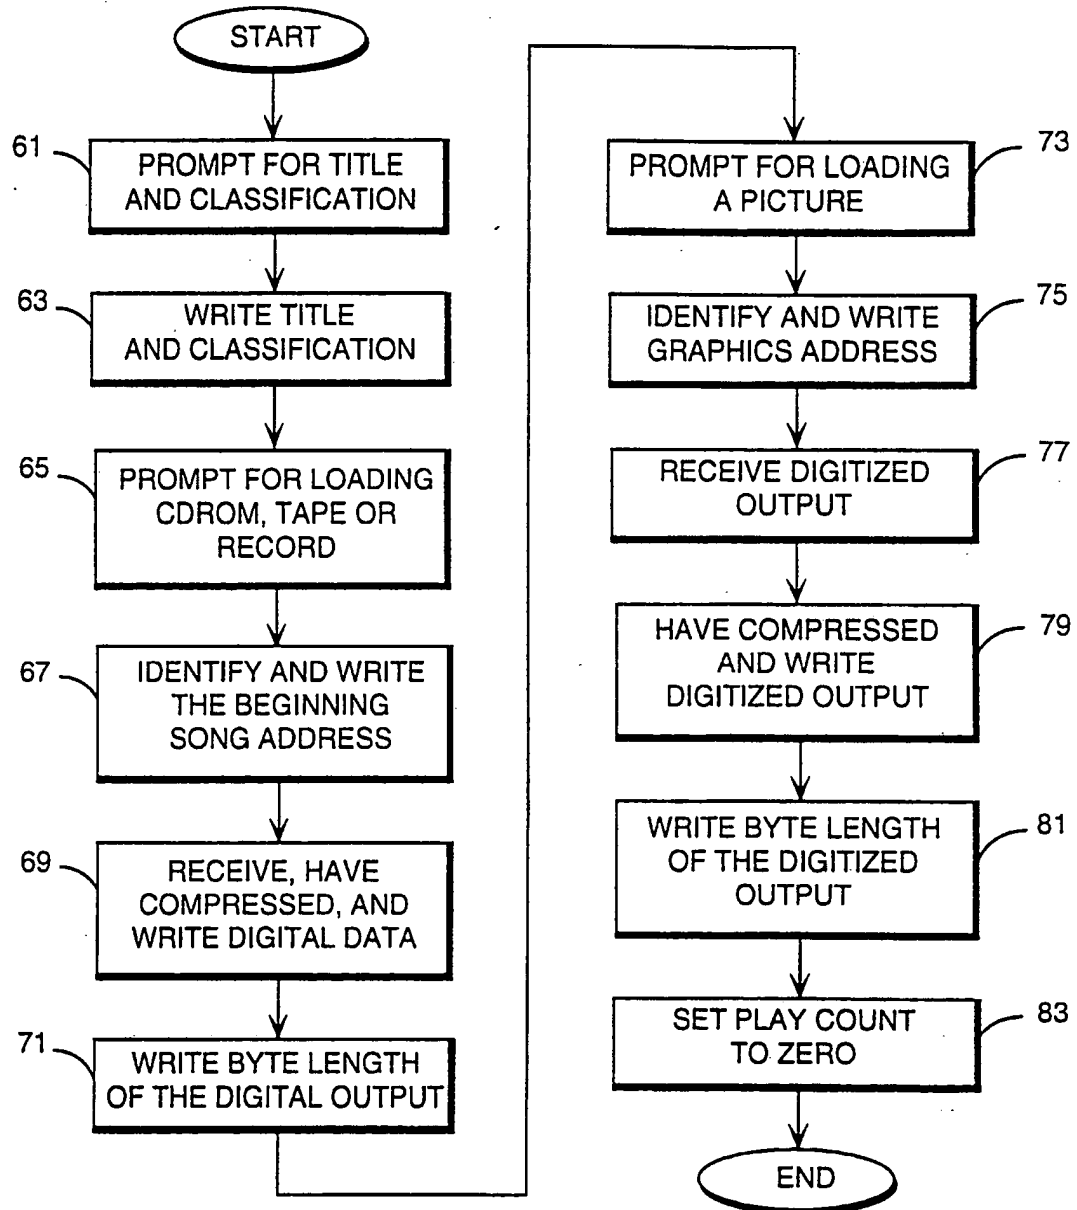 START
61
PROMPT FOR TITLE
AND CLASSIFICATION
63
WRITE TITLE
AND CLASSIFICATION
65
PROMPT FOR LOADING
CDROM, TAPE OR
RECORD
67
IDENTIFY AND WRITE
THE BEGINNING
SONG ADDRESS
69
RECEIVE, HAVE
COMPRESSED, AND
WRITE DIGITAL DATA
71
WRITE BYTE LENGTH
OF THE DIGITAL OUTPUT
73
PROMPT FOR LOADING
A PICTURE
75
IDENTIFY AND WRITE
GRAPHICS ADDRESS
77
RECEIVE DIGITIZED
OUTPUT
79
HAVE COMPRESSED
AND WRITE
DIGITIZED OUTPUT
81
WRITE BYTE LENGTH
OF THE DIGITIZED
OUTPUT
83
SET PLAY COUNT
TO ZERO
END